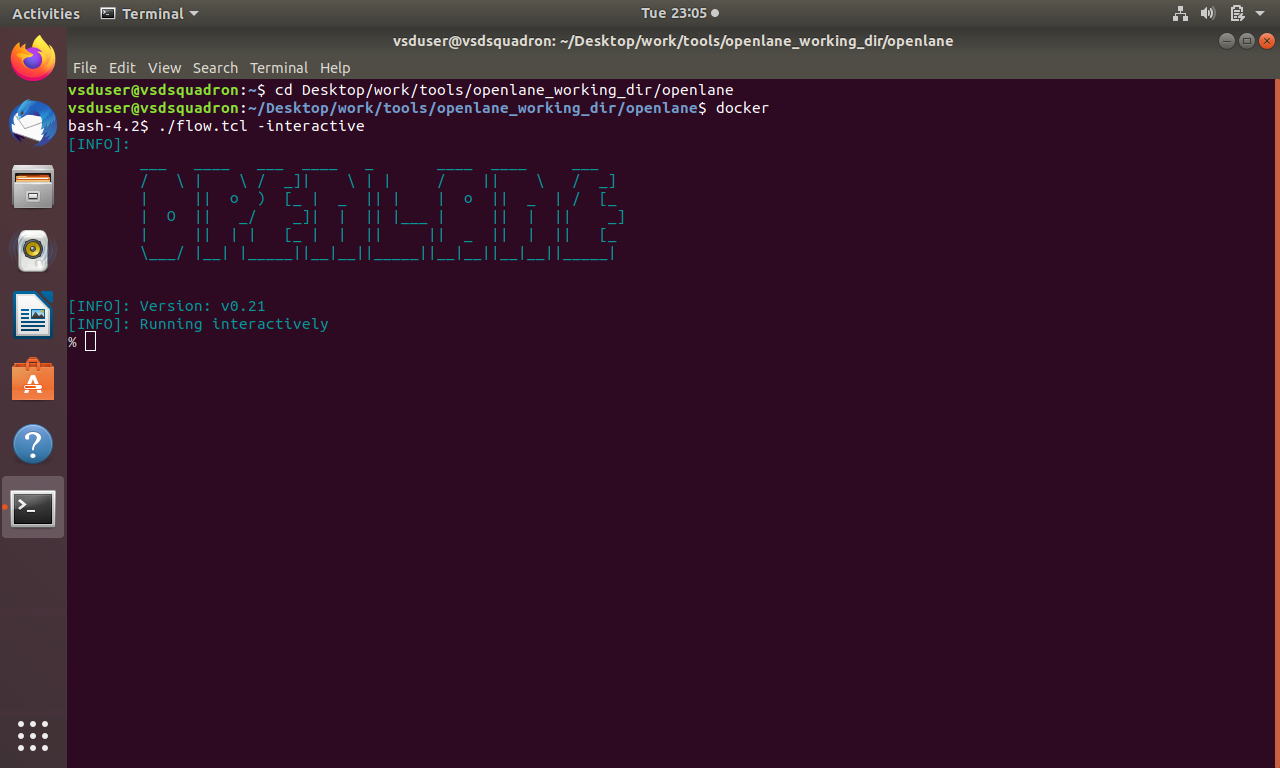 Activities Terminal Tue 23:05
vsduser@vsdsquadron: ~/Desktop/work/tools/openlane_working_dir/openlane
File Edit View Search Terminal Help
vsduser@vsdsquadron:~$ cd Desktop/work/tools/openlane_working_dir/openlane
vsduser@vsdsquadron:~/Desktop/work/tools/openlane_working_dir/openlane$ docker
bash-4.2$ ./flow.tcl -interactive
[INFO]:
OPENLANE
[INFO]: Version: v0.21
[INFO]: Running interactively
%